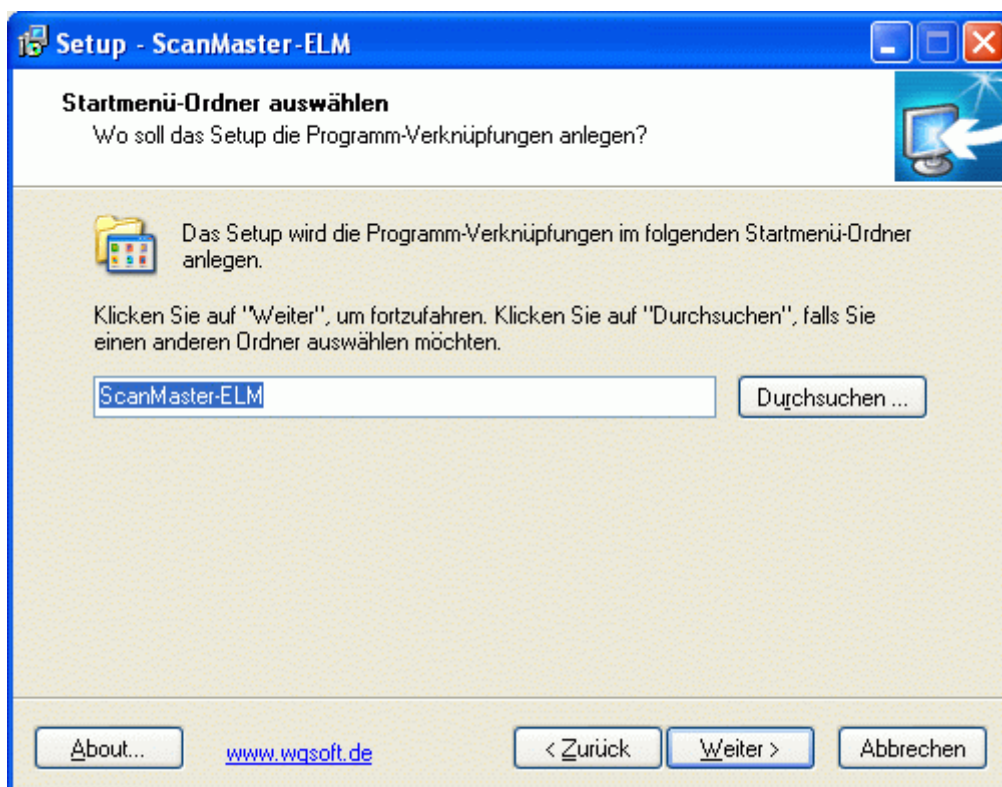 Setup - ScanMaster-ELM
Startmenü-Ordner auswählen
Wo soll das Setup die Programm-Verknüpfungen anlegen?
Das Setup wird die Programm-Verknüpfungen im folgenden Startmenü-Ordner
anlegen.
Klicken Sie auf "Weiter", um fortzufahren. Klicken Sie auf "Durchsuchen", falls Sie
einen anderen Ordner auswählen möchten.
ScanMaster-ELM
Durchsuchen ...
About...
www.wgsoft.de
< Zurück
Weiter >
Abbrechen